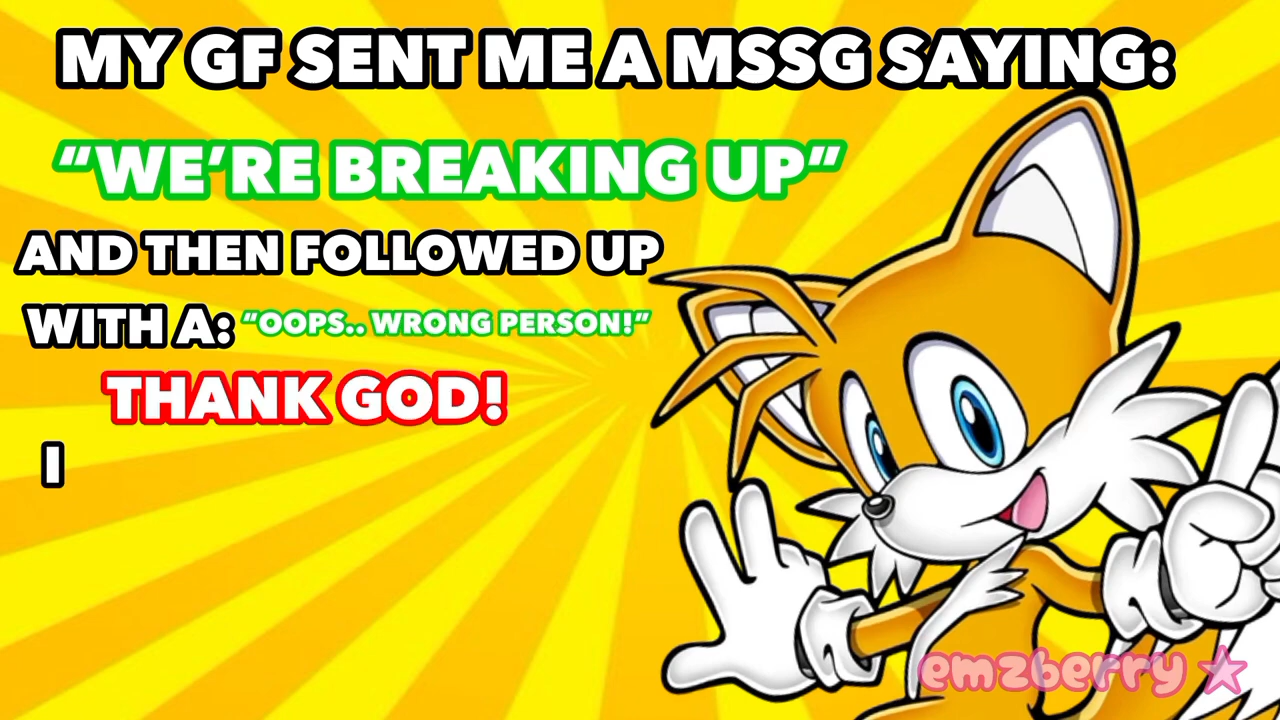 MY GF SENT ME A MSSG SAYING:
“WE’RE BREAKING UP”
AND THEN FOLLOWED UP
WITH A: “OOPS.. WRONG PERSON!”
THANK GOD!
I
emzberry ☆